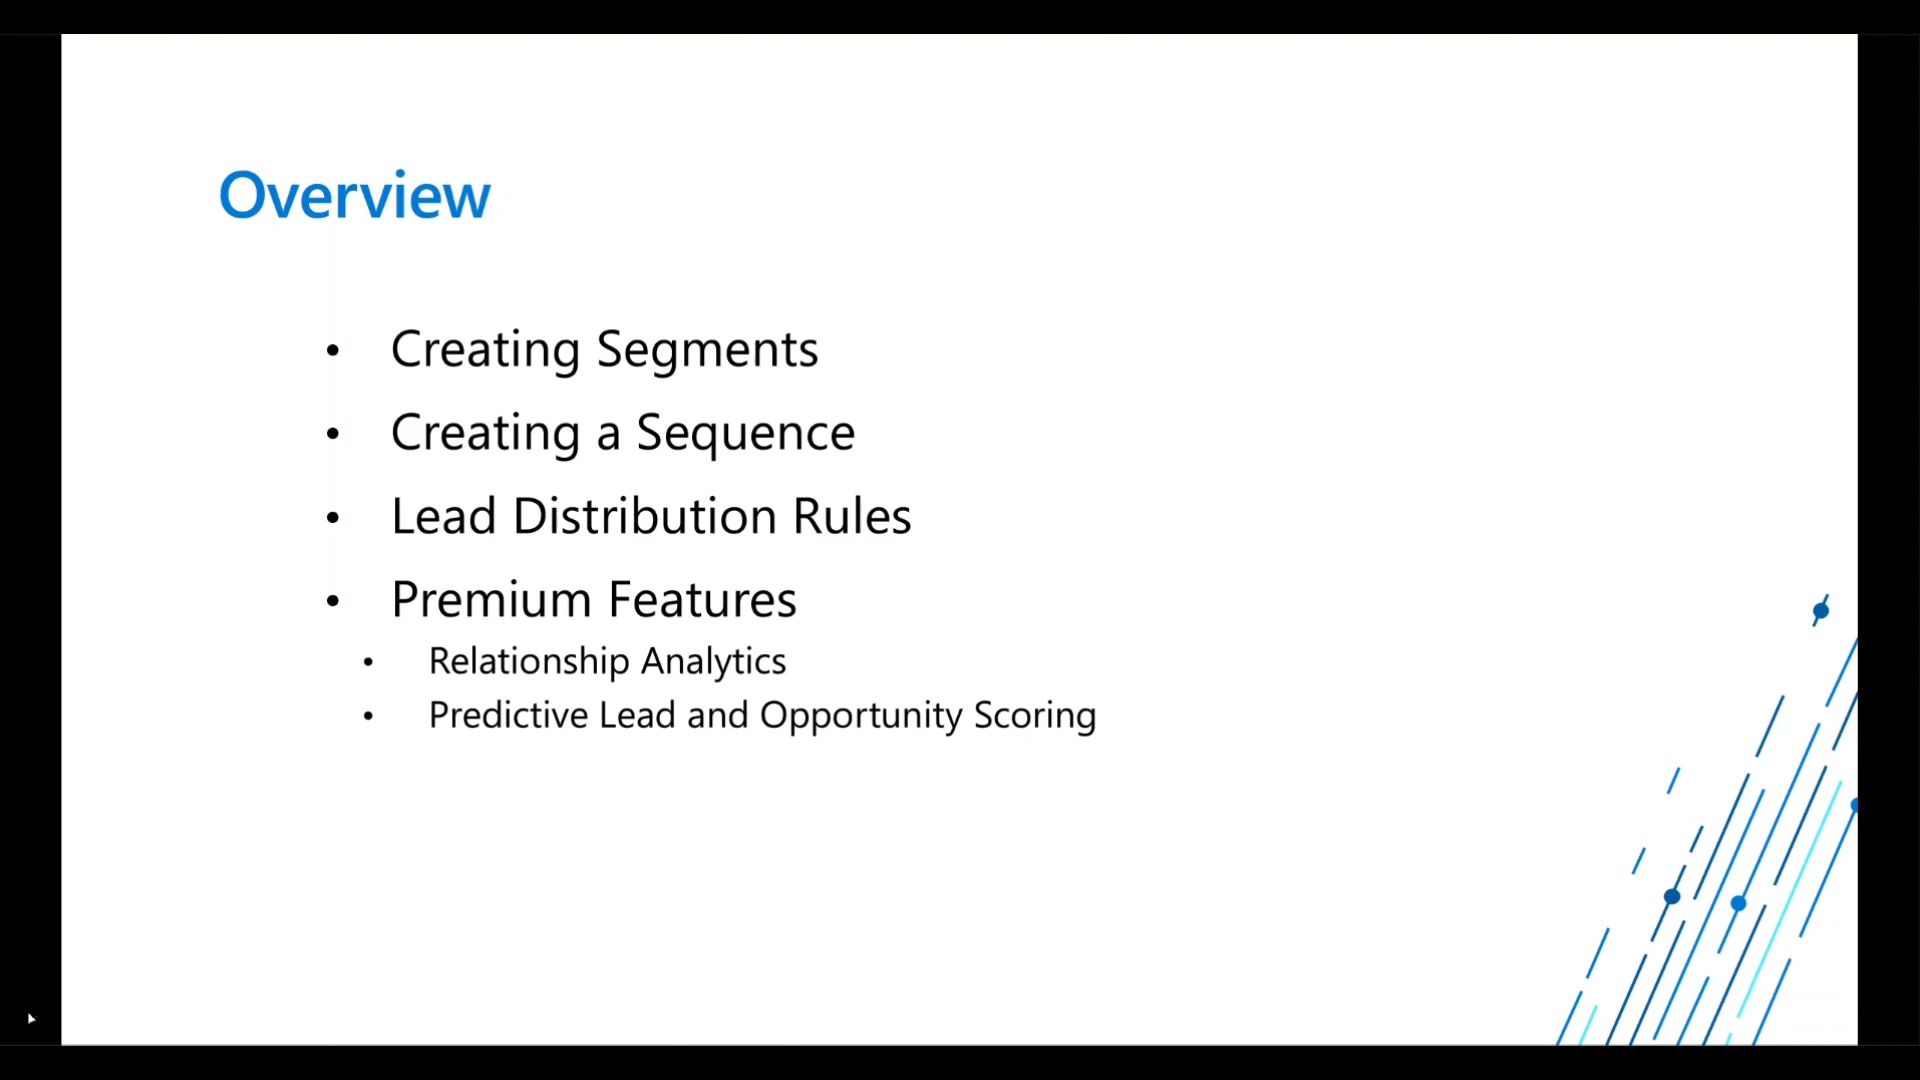 Overview
• Creating Segments
• Creating a Sequence
• Lead Distribution Rules
• Premium Features
• Relationship Analytics
• Predictive Lead and Opportunity Scoring